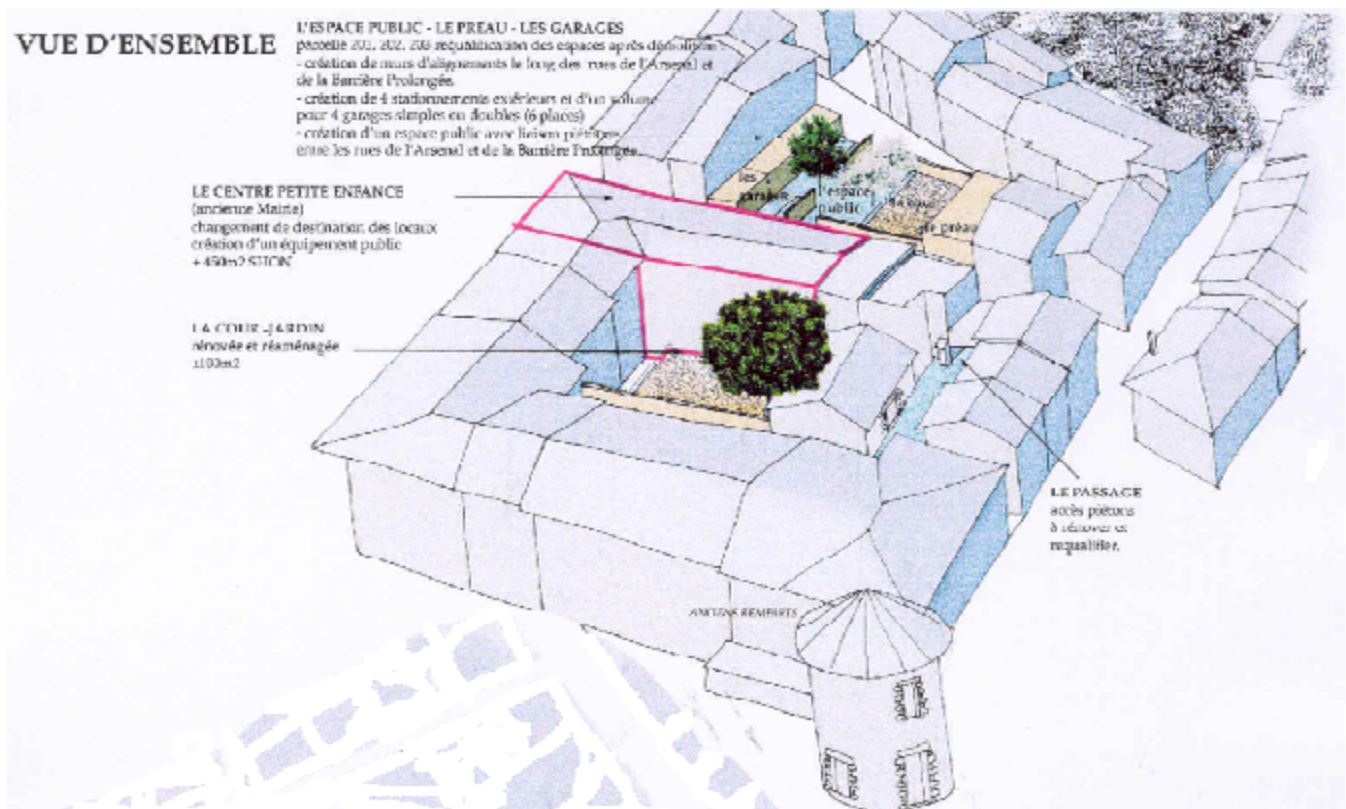 VUE D'ENSEMBLE
L'ESPACE PUBLIC - LE PREAU - LES GARAGES
parcelle 201, 202, 203 requalification des espaces après démolition :
- création de murs d'alignements le long des rues de l'Arsenal et
de la Barrière Prolongée.
- création de 4 stationnements extérieurs et d'un volume
pour 4 garages simples ou doubles (6 places)
- création d'un espace public avec liaison piétonne
entre les rues de l'Arsenal et de la Barrière Prolongée.
LE CENTRE PETITE ENFANCE
(ancienne Mairie)
changement de destination des locaux
création d'un équipement public
+ 450m2 SHON
les
garages
l'espace
public
le préau
LA COUR -JARDIN
rénovée et réaménagée
±100m2
LE PASSAGE
accès piétons
à rénover et
requalifier.
ANCIENS REMPARTS